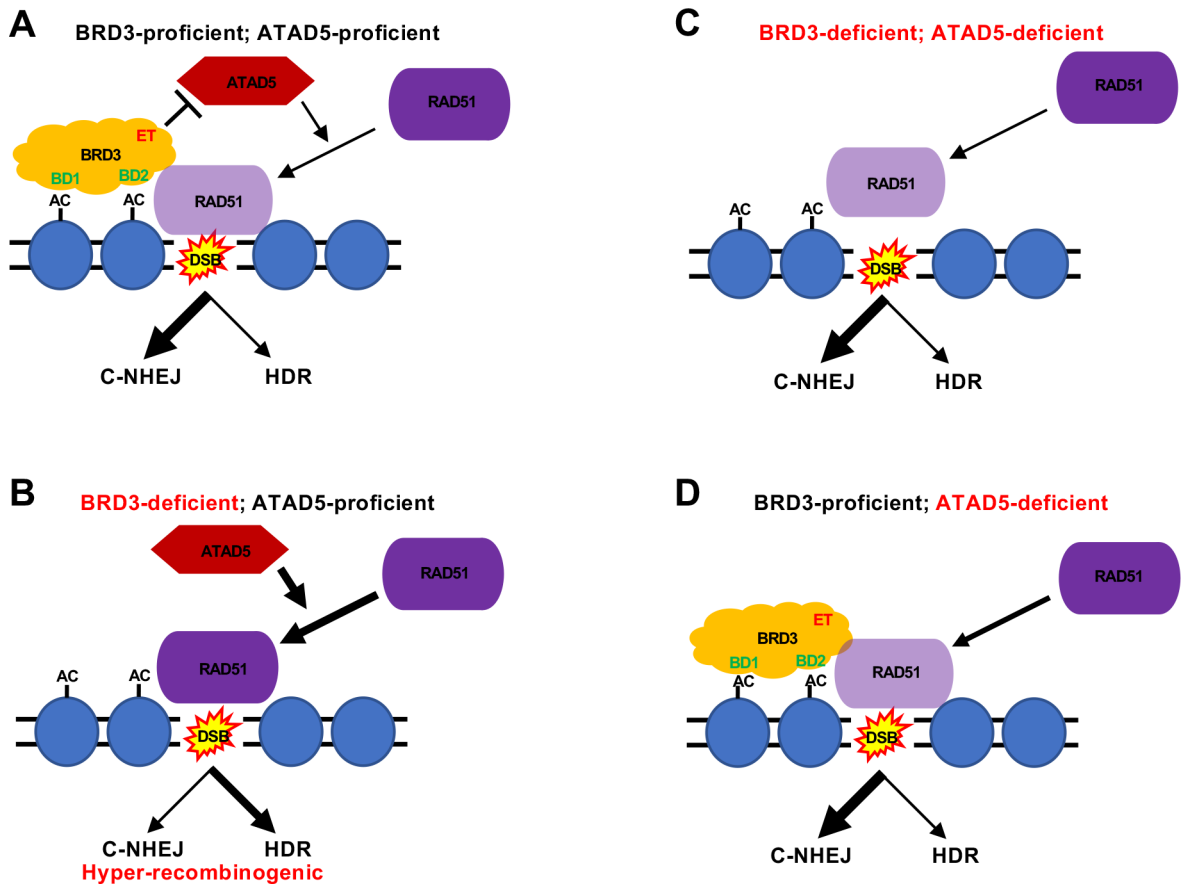 A
BRD3-proficient; ATAD5-proficient
ATAD5
RAD51
ET
BRD3
BD1 BD2
RAD51
AC AC
DSB
C-NHEJ HDR
B
BRD3-deficient; ATAD5-proficient
ATAD5
RAD51
RAD51
AC AC
DSB
C-NHEJ HDR
Hyper-recombinogenic
C
BRD3-deficient; ATAD5-deficient
RAD51
RAD51
AC AC
DSB
C-NHEJ HDR
D
BRD3-proficient; ATAD5-deficient
RAD51
ET
BRD3
BD1 BD2
RAD51
AC AC
DSB
C-NHEJ HDR